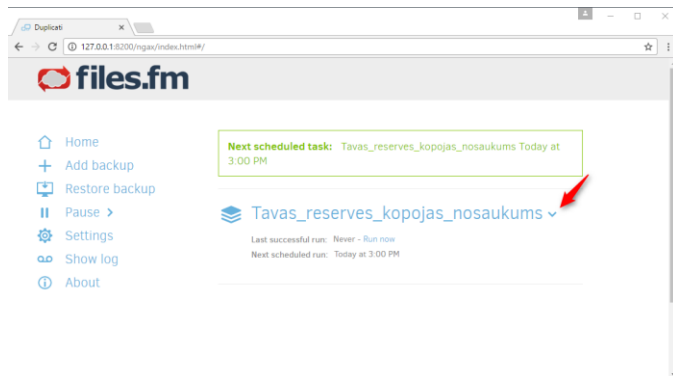 Duplicati
127.0.0.1:8200/ngax/index.html#/
files.fm
Home
Add backup
Restore backup
Pause >
Settings
Show log
About
Next scheduled task: Tavas_reserves_kopojas_nosaukums Today at
3:00 PM
Tavas_reserves_kopojas_nosaukums
Last successful run: Never - Run now
Next scheduled run: Today at 3:00 PM